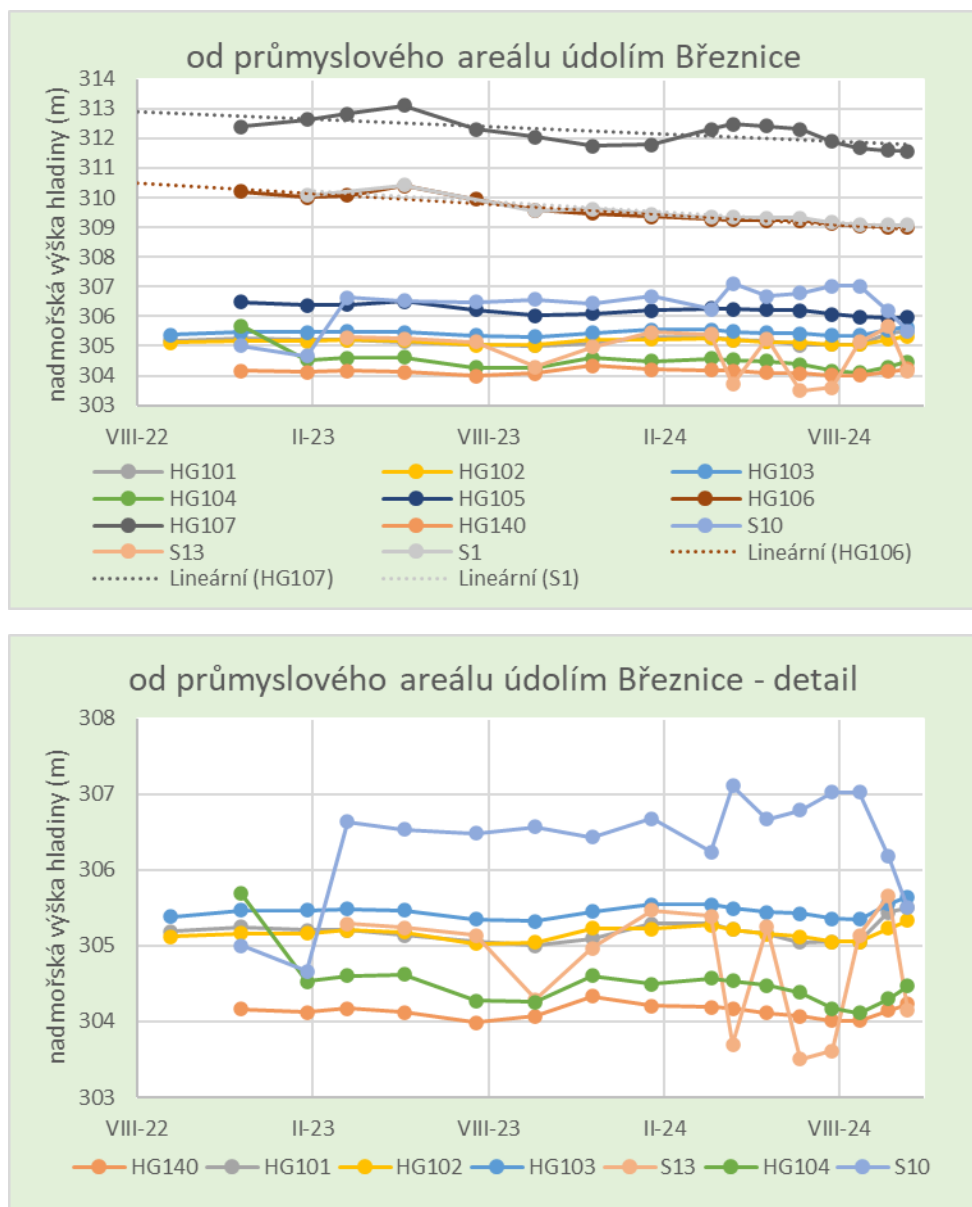 od průmyslového areálu údolím Březnice
nadmořská výška hladiny (m)
314
313
312
311
310
309
308
307
306
305
304
303
VIII-22 II-23 VIII-23 II-24 VIII-24
HG101 HG102 HG103
HG104 HG105 HG106
HG107 HG140 S10
S13 S1 Lineární (HG106)
Lineární (HG107) Lineární (S1)
od průmyslového areálu údolím Březnice - detail
nadmořská výška hladiny (m)
308
307
306
305
304
303
VIII-22 II-23 VIII-23 II-24 VIII-24
HG140 HG101 HG102 HG103 S13 HG104 S10